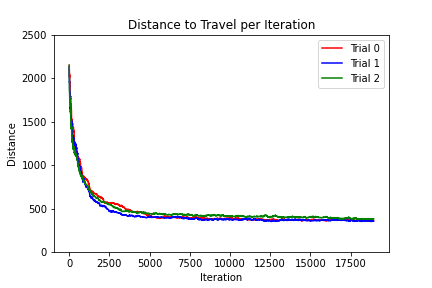 Distance to Travel per Iteration
2500
2000
1500
1000
500
0
Distance
Trial 0
Trial 1
Trial 2
0 2500 5000 7500 10000 12500 15000 17500
Iteration